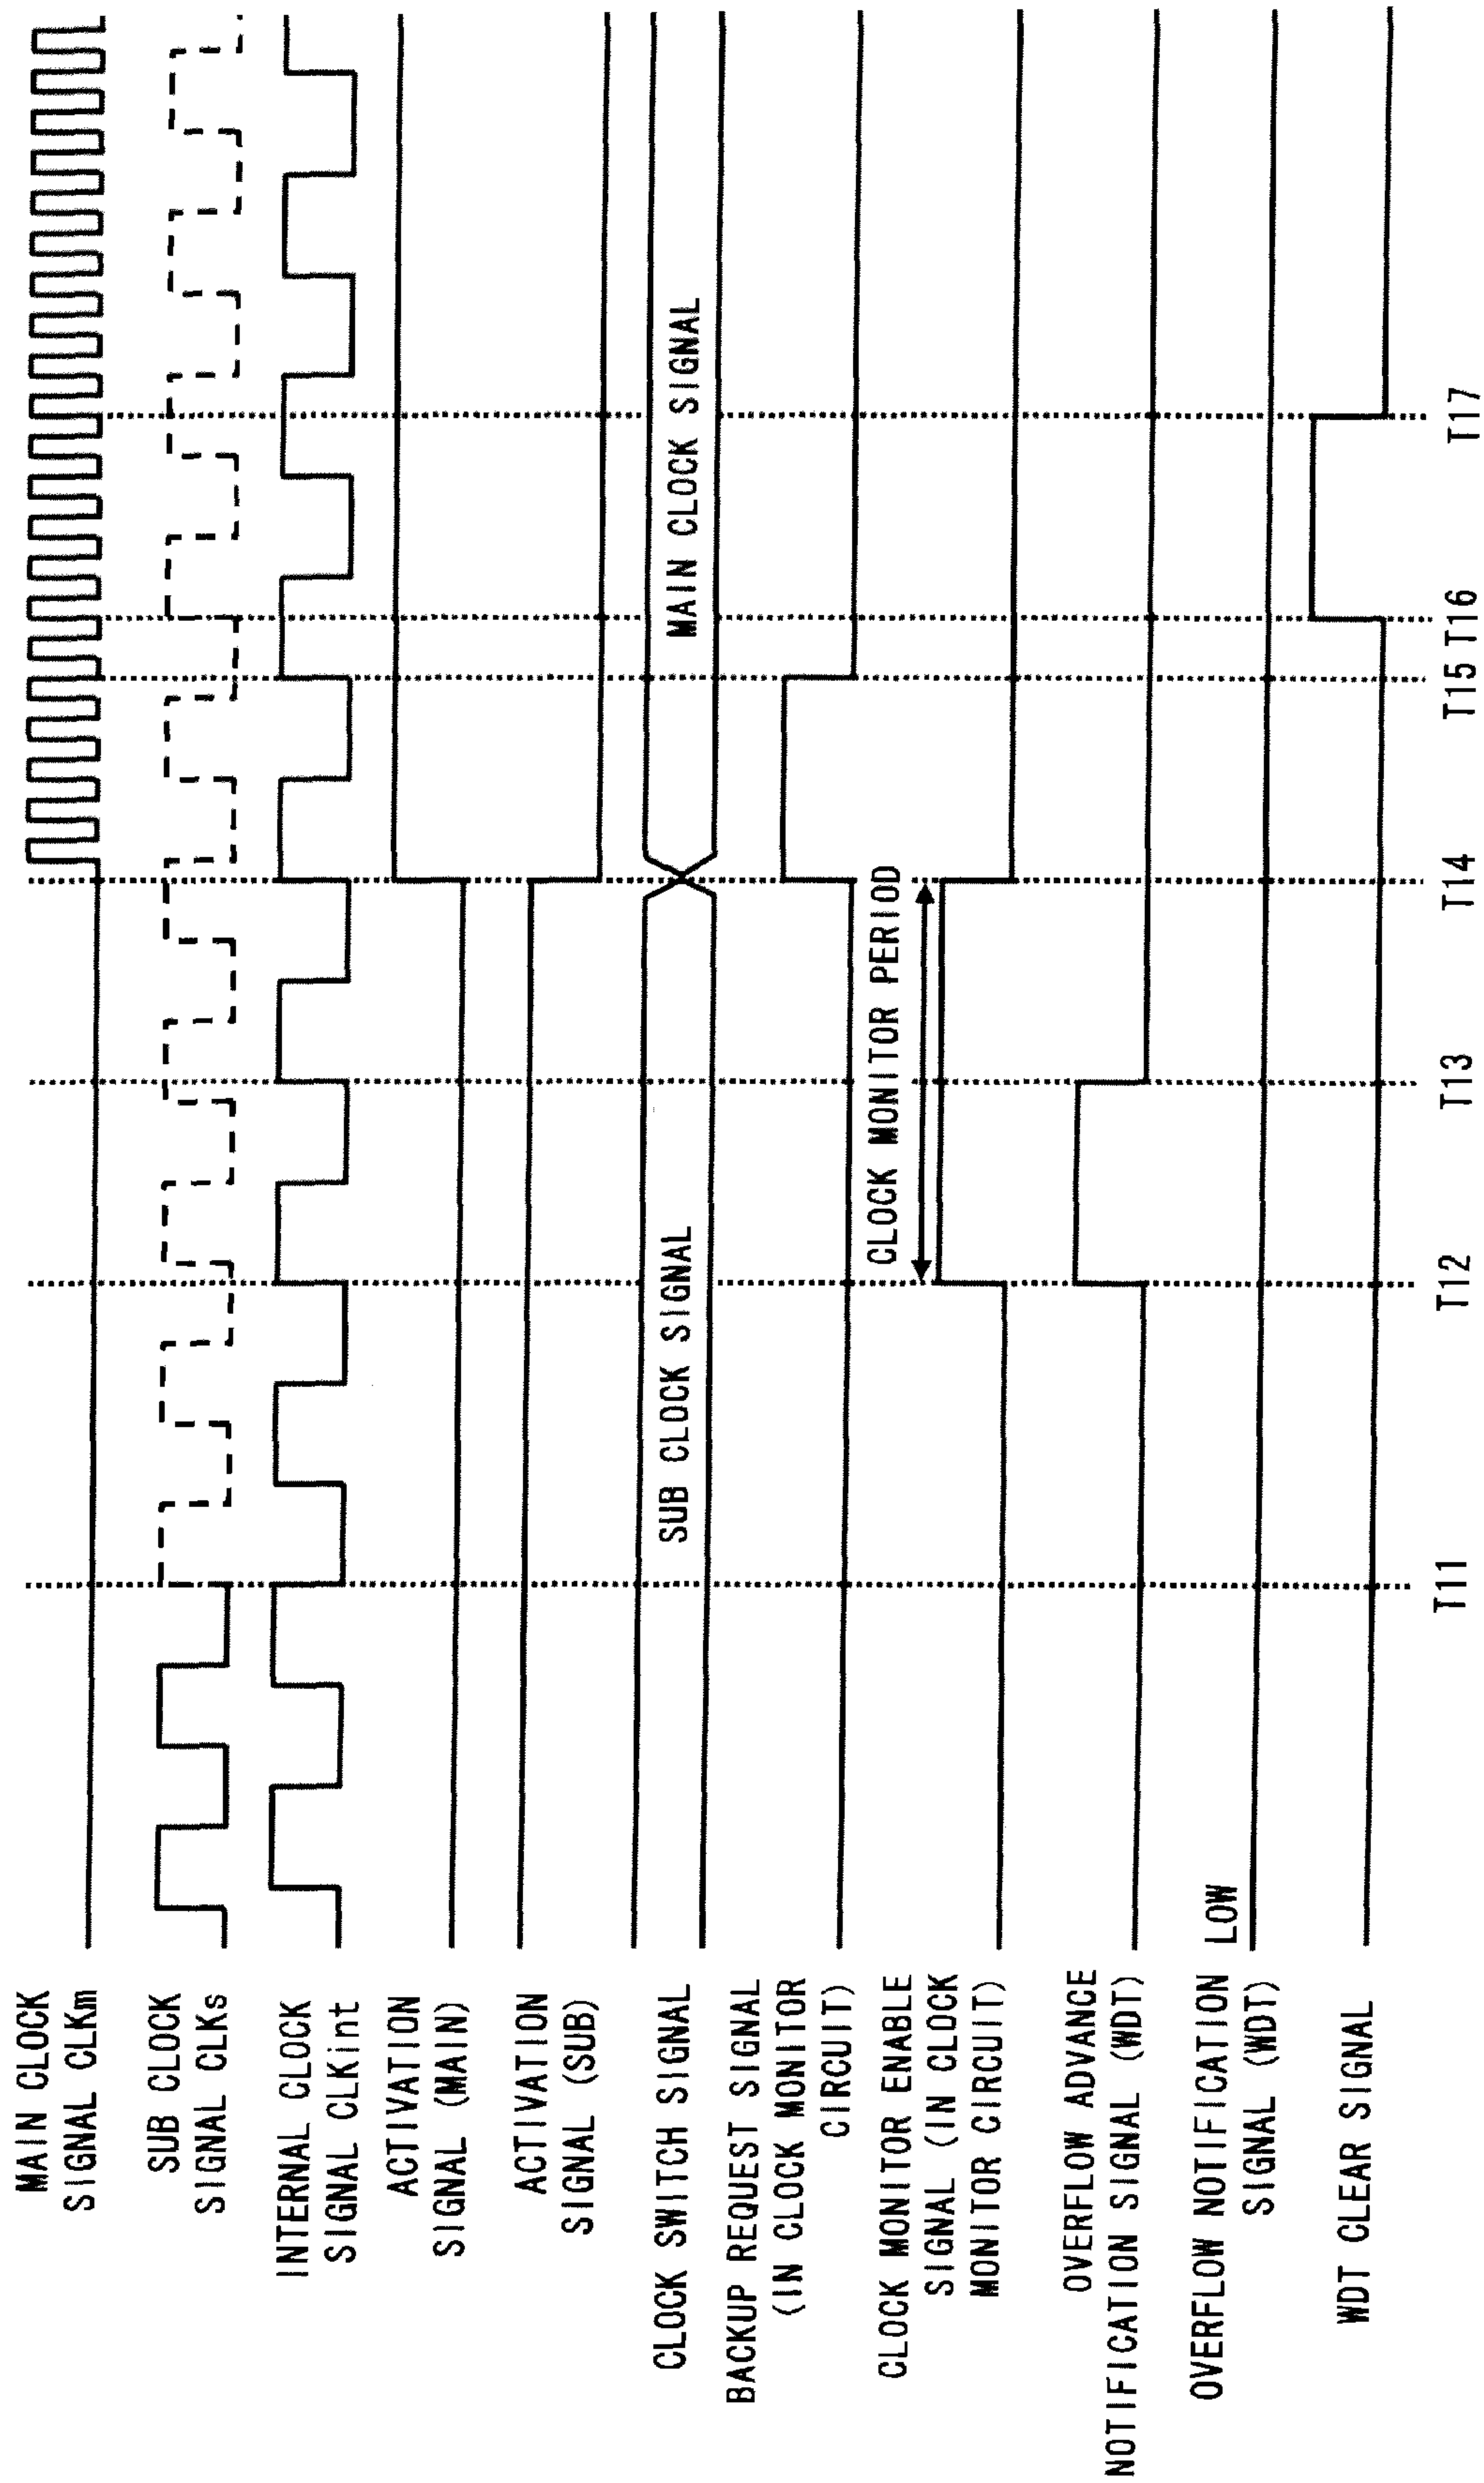 MAIN CLOCK
SIGNAL CLKm
SUB CLOCK
SIGNAL CLKs
INTERNAL CLOCK
SIGNAL CLKint
ACTIVATION
SIGNAL (MAIN)
ACTIVATION
SIGNAL (SUB)
CLOCK SWITCH SIGNAL
SUB CLOCK SIGNAL
MAIN CLOCK SIGNAL
BACKUP REQUEST SIGNAL
(IN CLOCK MONITOR
CIRCUIT)
CLOCK MONITOR PERIOD
CLOCK MONITOR ENABLE
SIGNAL (IN CLOCK
MONITOR CIRCUIT)
OVERFLOW ADVANCE
NOTIFICATION SIGNAL (WDT)
OVERFLOW NOTIFICATION
SIGNAL (WDT)
LOW
WDT CLEAR SIGNAL
T11
T12
T13
T14
T15
T16
T17